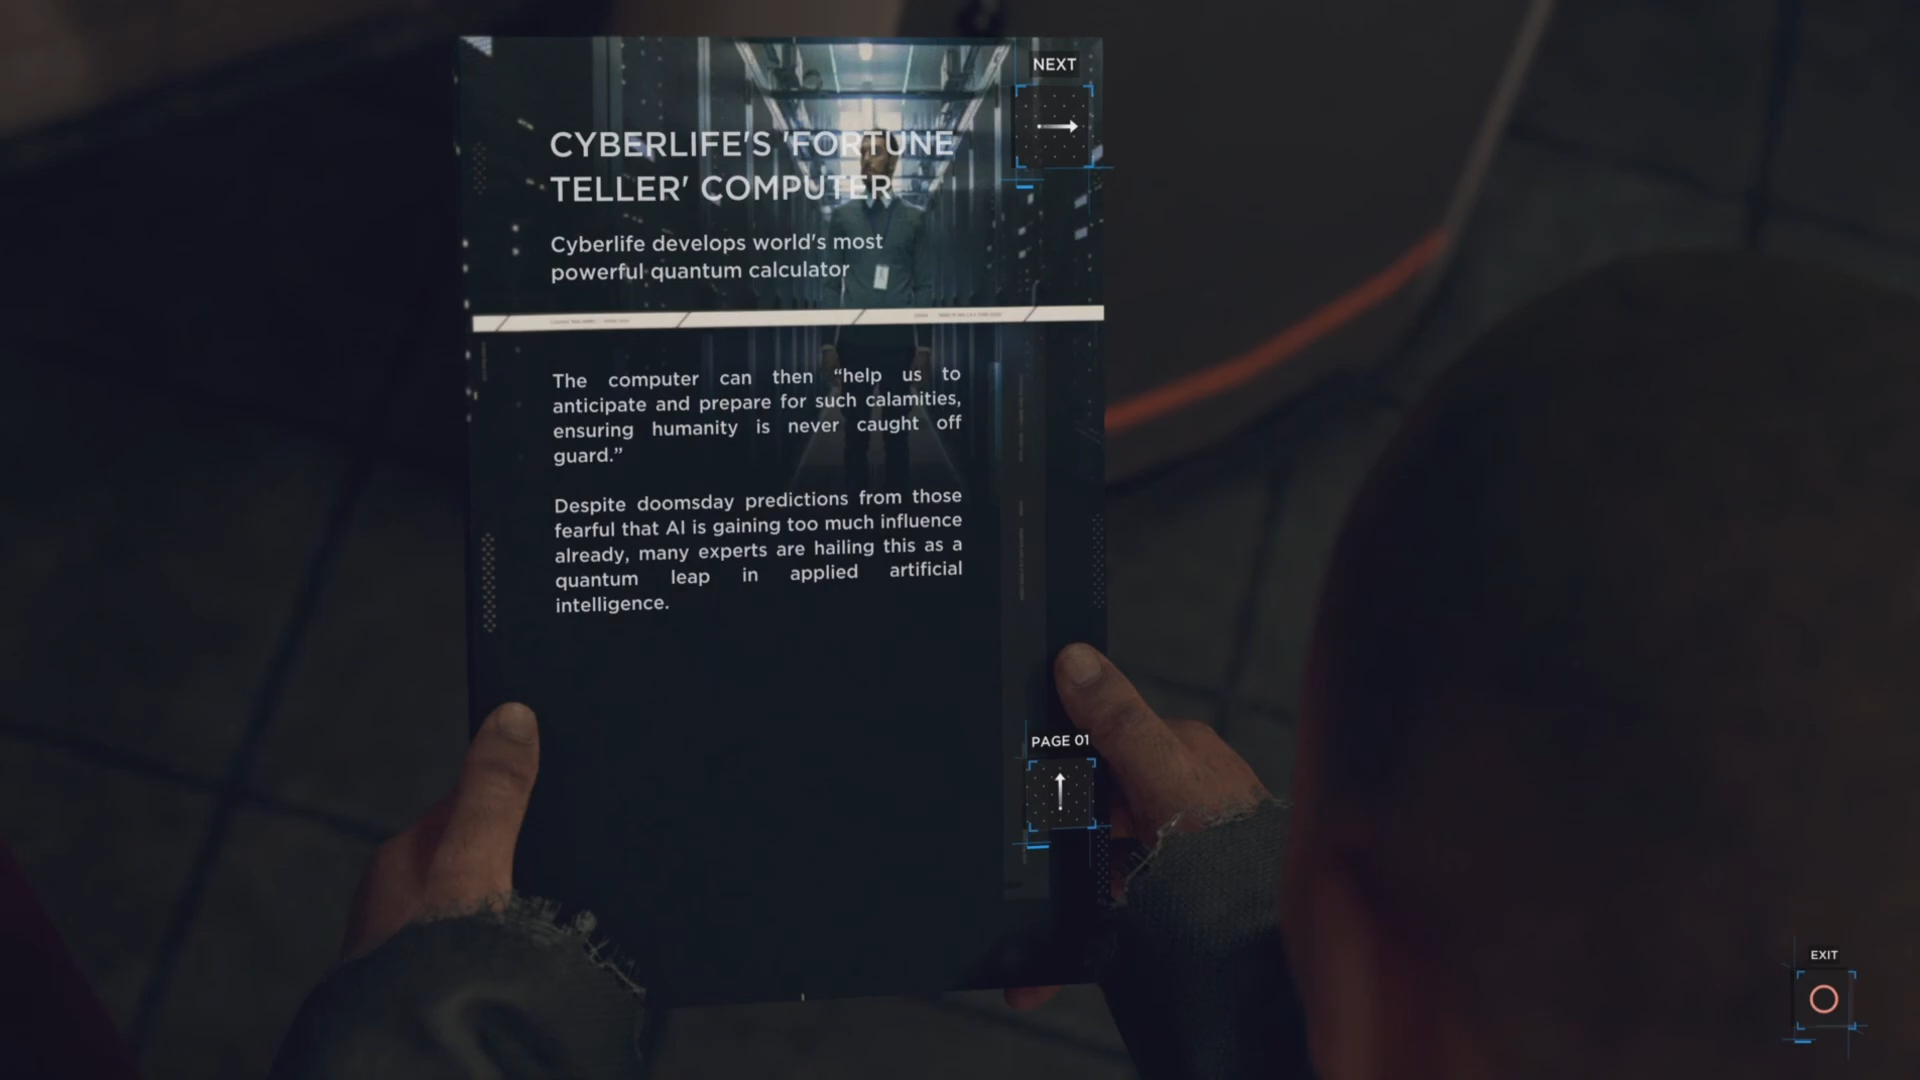 NEXT
CYBERLIFE'S 'FORTUNE
TELLER' COMPUTER
Cyberlife develops world's most
powerful quantum calculator
The computer can then “help us to
anticipate and prepare for such calamities,
ensuring humanity is never caught off
guard.”
Despite doomsday predictions from those
fearful that AI is gaining too much influence
already, many experts are hailing this as a
quantum leap in applied artificial
intelligence.
PAGE 01
EXIT